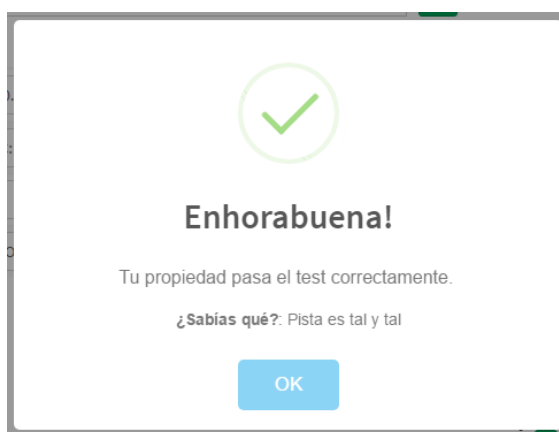 Enhorabuena!
Tu propiedad pasa el test correctamente.
¿Sabías qué?: Pista es tal y tal
OK